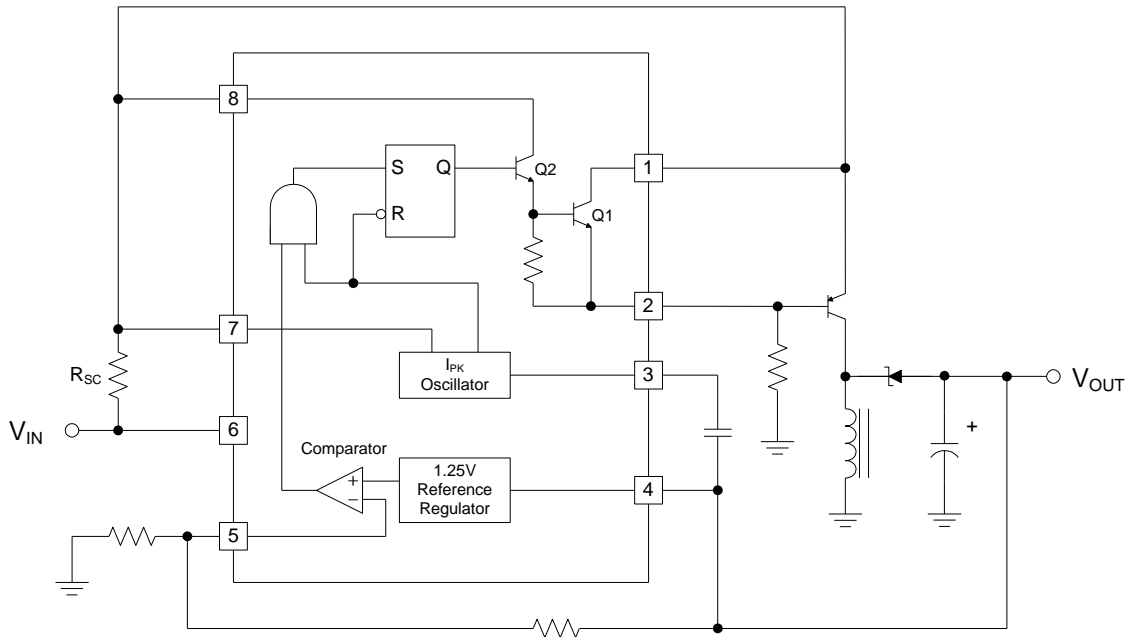 8
1
S Q
Q2
R
Q1
2
7
I_PK
Oscillator
3
R_SC
V_OUT
V_IN
6
+
Comparator
1.25V
Reference
Regulator
+
−
4
5